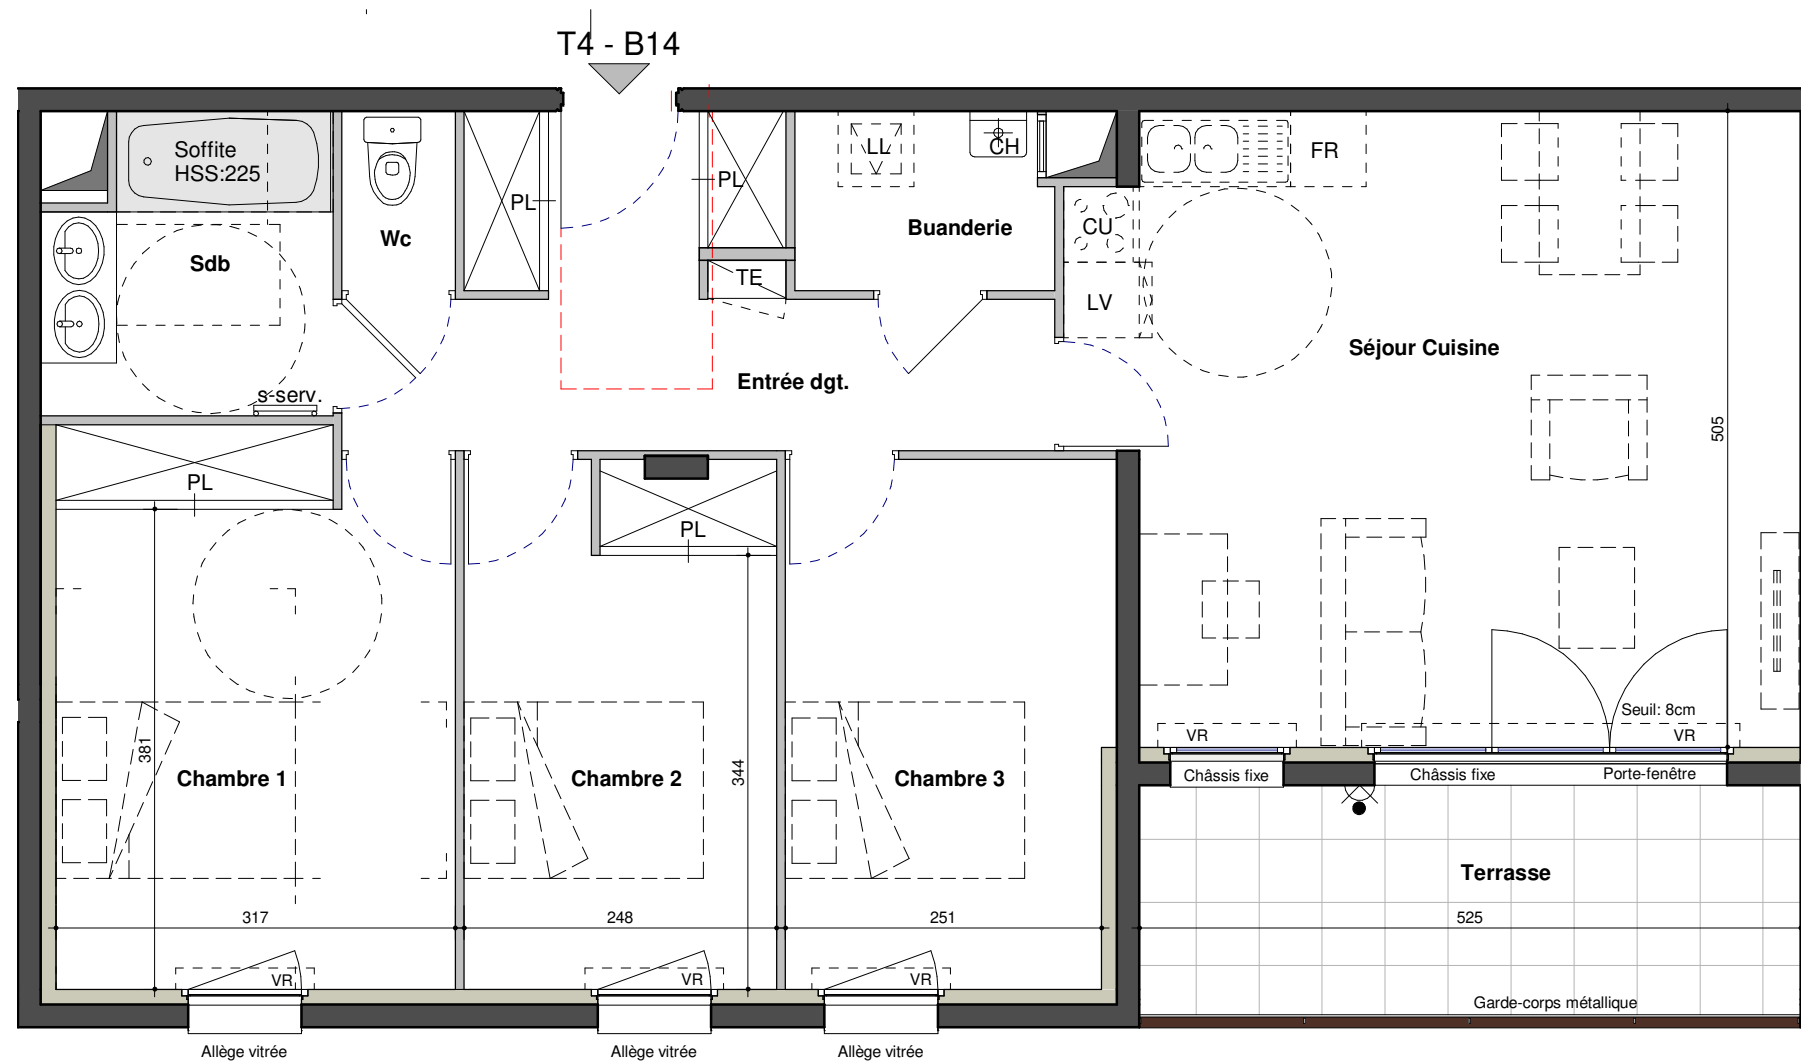 T4 - B14
Soffite
HSS:225
Sdb
Wc
PL
PL
TE
LL
CH
Buanderie
CU
LV
FR
Séjour Cuisine
Entrée dgt.
s-serv.
PL
PL
505
381
344
Chambre 1
Chambre 2
Chambre 3
Seuil: 8cm
VR
VR
Châssis fixe
Châssis fixe
Porte-fenêtre
Terrasse
317
248
251
525
VR
VR
VR
Garde-corps métallique
Allège vitrée
Allège vitrée
Allège vitrée